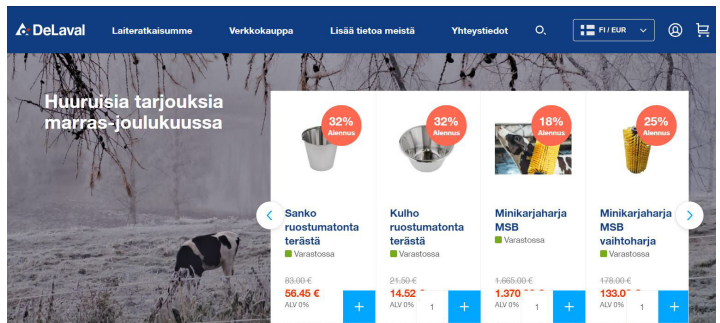 DeLaval
Laiteratkaisumme
Verkkokauppa
Lisää tietoa meistä
Yhteystiedot
FI / EUR
Huuruisia tarjouksia
marras-joulukuussa
32%
Alennus
Sanko
ruostumatonta
terästä
Varastossa
83.00 €
56.45 €
ALV 0%
+
32%
Alennus
Kulho
ruostumatonta
terästä
Varastossa
21.50 €
14.52
ALV 0%
1
+
18%
Alennus
Minikarjaharja
MSB
Varastossa
1.665.00 €
1.370
ALV 0%
1
+
25%
Alennus
Minikarjaharja
MSB
vaihtoharja
Varastossa
178.00 €
133.0
ALV 0%
1
+